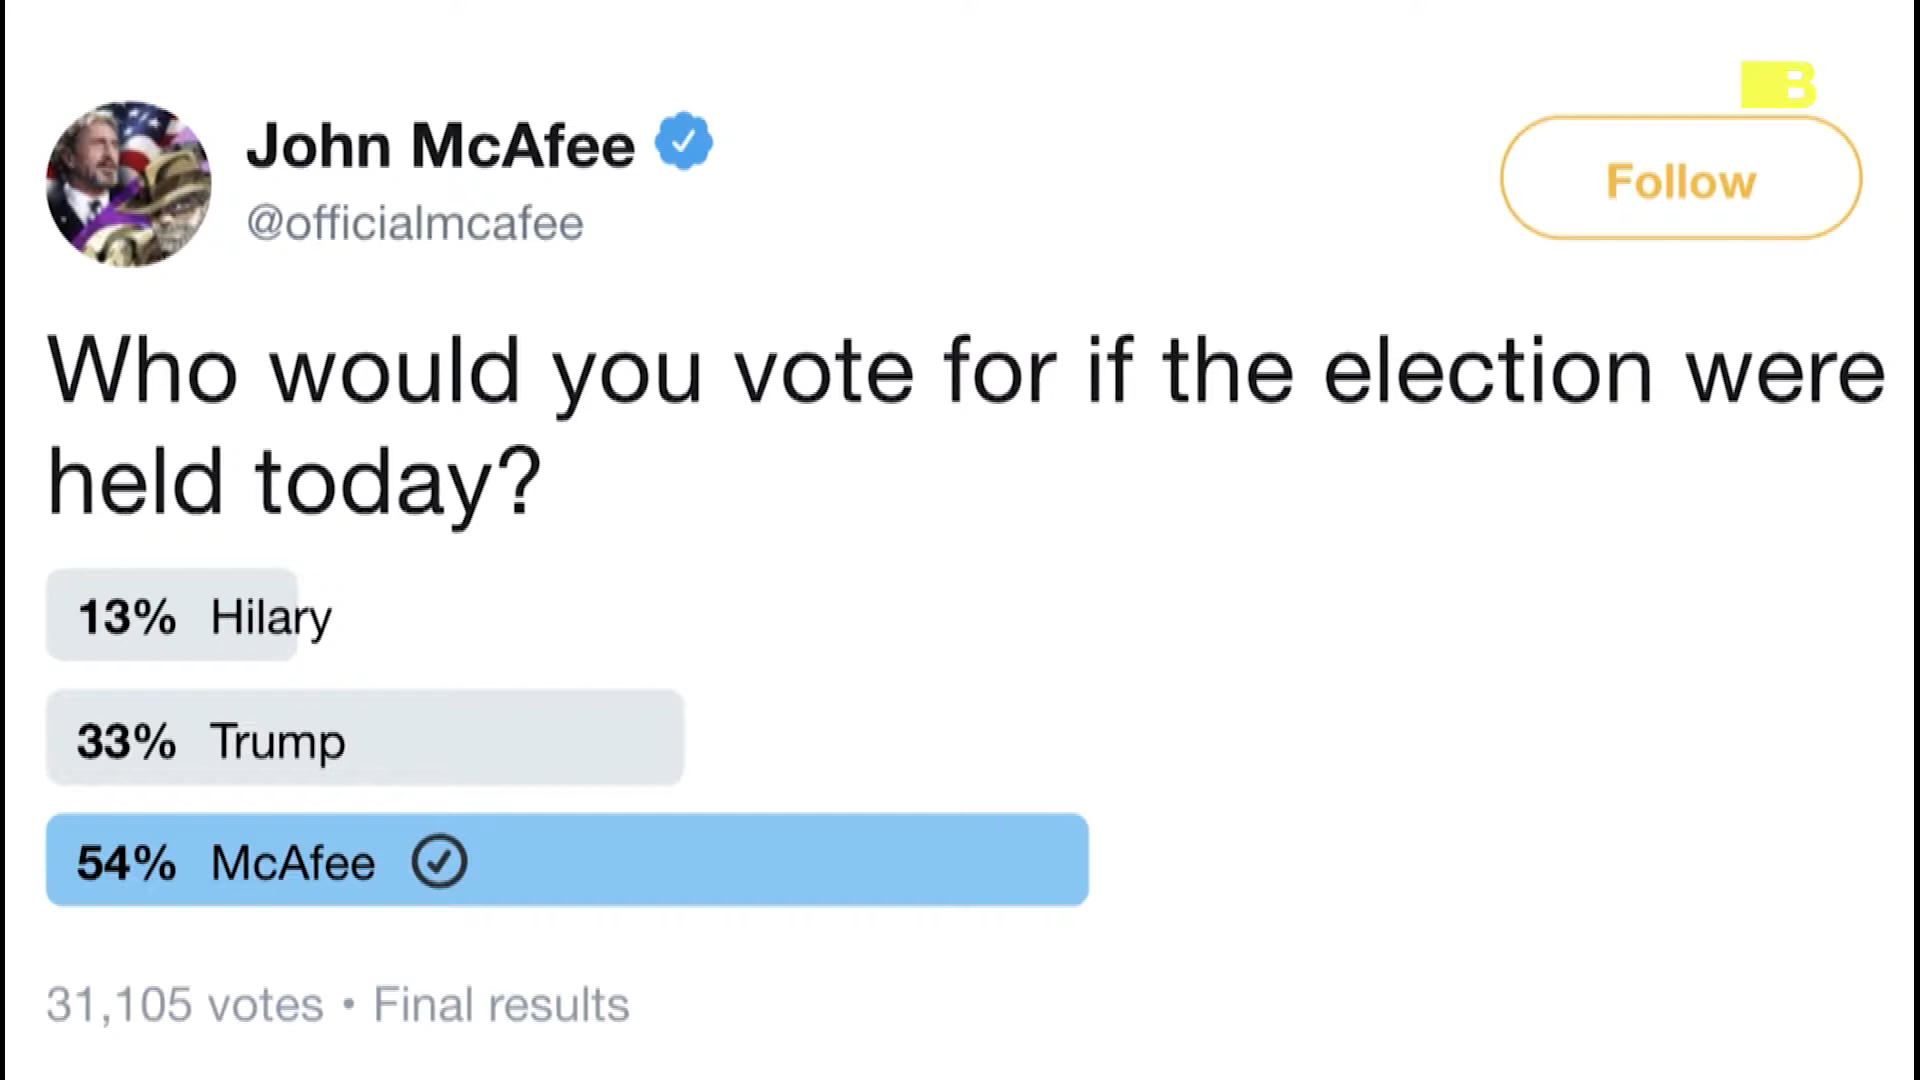 B
John McAfee
@officialmcafee
Follow
Who would you vote for if the election were
held today?
13% Hilary
33% Trump
54% McAfee
31,105 votes • Final results